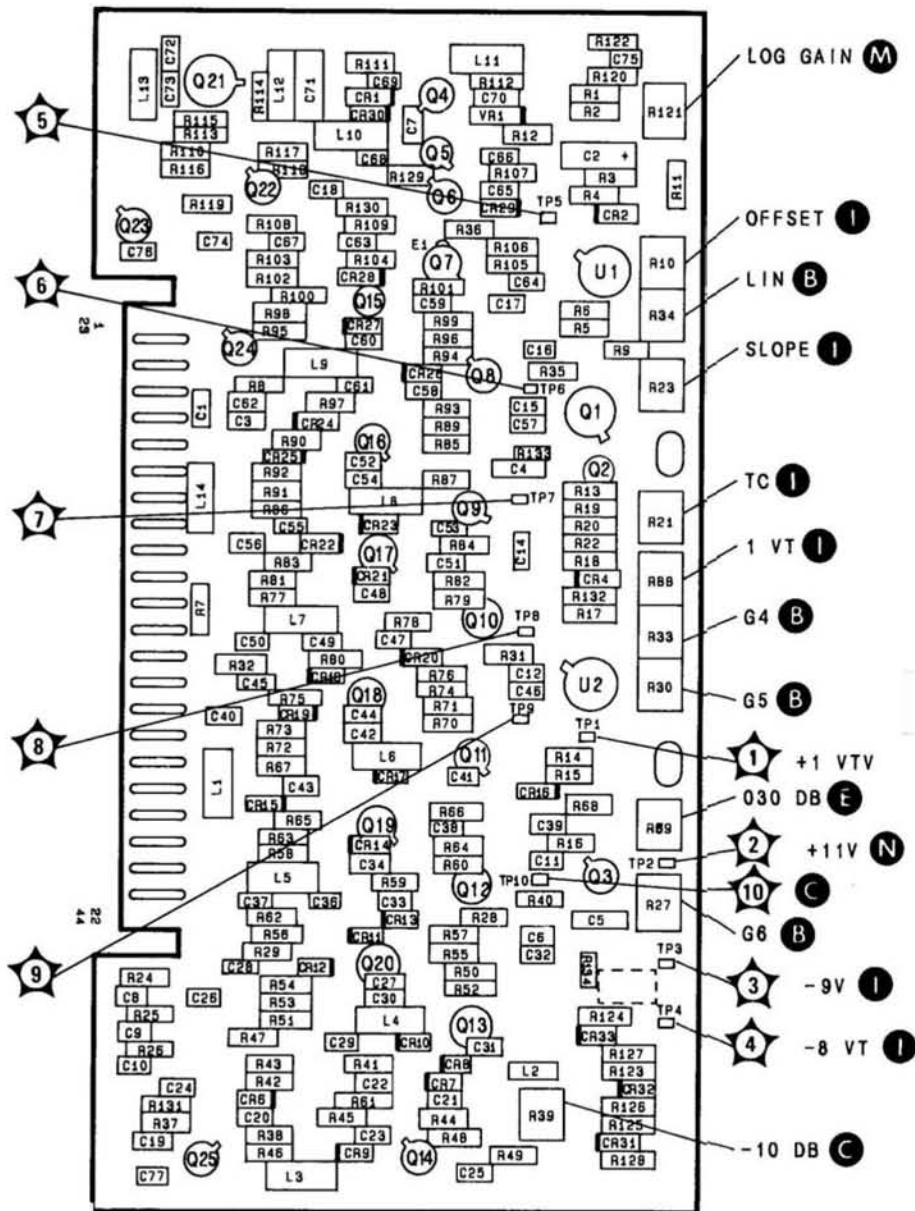 R122
C75
R120
R1
R2
R121
LOG GAIN M
L13
C72
C73
Q21
R114
L12
C71
R111
C69
CR1
CR30
Q4
L11
R112
C70
VR1
R12
5
R115
R113
R110
R116
R117
L10
C68
C7
Q5
R129
C66
R107
C65
CR29
C2 +
R3
R4
CR2
R11
Q22
C18
Q6
TP5
Q23
C76
R119
C74
R108
C67
R103
R102
R130
R109
C63
R104
CR28
R36
E1
Q7
R106
R105
C64
C17
U1
R10
OFFSET I
6
R100
R98
R95
Q15
CR27
C60
R101
C59
R99
R96
R94
R6
R5
R34
LIN B
1
23
Q24
L9
CR26
C58
Q8
C16
R35
TP6
R9
R23
SLOPE I
C1
R8
C62
C3
C61
R97
CR24
R93
R89
R85
C15
C57
Q1
R90
CR25
R92
R91
R86
Q16
C52
C54
R87
R133
C4
Q2
L14
7
L8
CR23
Q9
TP7
R13
R19
R20
R22
R18
CR4
R132
R17
R21
TC I
C55
C56
CR22
R83
R81
R77
Q17
CR21
C48
C53
R84
C51
R82
R79
C14
R88
1 VT I
R7
L7
C50
C49
R78
C47
Q10
TP8
R33
G4 B
R32
C45
R80
CR18
CR20
R76
R74
R71
R70
R31
C12
C46
TP9
U2
R30
G5 B
8
C40
R75
CR19
R73
R72
R67
Q18
C44
C42
L6
CR17
Q11
C41
TP1
1 +1 VTV
L1
C43
CR15
R65
R63
R58
R14
R15
CR16
R68
R69
030 DB E
Q19
CR14
C34
R66
C38
R64
R60
C39
R16
C11
Q3
TP2
2 +11V N
L5
C37
C36
R59
C33
CR13
Q12
TP10
R40
10 C
R27
G6 B
22
44
R62
R56
R29
C28
CR12
CR11
R28
R57
R55
R50
R52
C6
C32
C5
9
R24
C8
R25
C9
R26
C10
C26
R54
R53
R51
R47
Q20
C27
C30
L4
R134
TP3
3 -9V I
C29
CR10
Q13
C31
R124
CR33
TP4
4 -8 VT I
R43
R42
CR6
C20
R38
R46
R41
C22
R61
R45
C23
CR9
CR8
CR7
C21
R44
R48
L2
R39
R127
R123
CR32
R126
R125
CR31
R128
-10 DB C
C24
R131
R37
C19
C77
Q25
L3
Q14
R49
C25